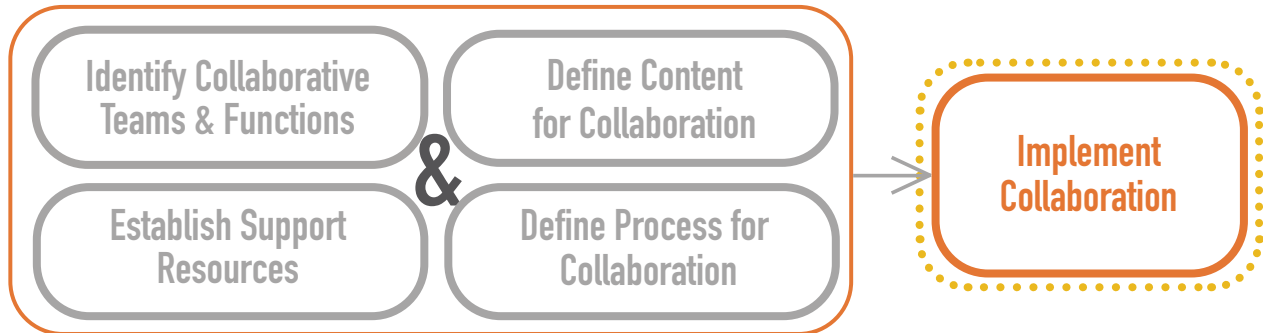 Identify Collaborative
Teams & Functions
Define Content
for Collaboration
&
Establish Support
Resources
Define Process for
Collaboration
Implement
Collaboration